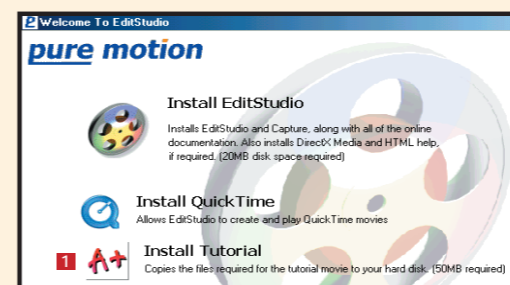 Welcome To EditStudio
pure motion
Install EditStudio
Installs EditStudio and Capture, along with all of the online
documentation. Also installs DirectX Media and HTML help,
if required. (20MB disk space required)
Install QuickTime
Allows EditStudio to create and play QuickTime movies
1
A+
Install Tutorial
Copies the files required for the tutorial movie to your hard disk. (50MB required)